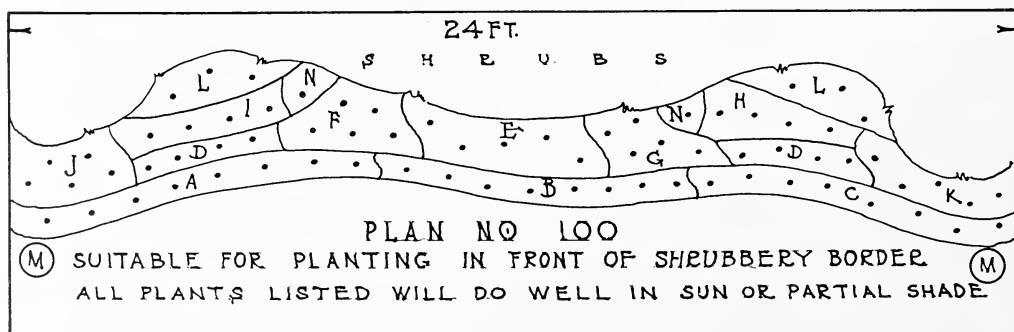 24 FT.
S H R U B S
L N L
I H
F N
E
J D G D
A B C K
PLAN NO 100
M SUITABLE FOR PLANTING IN FRONT OF SHRUBBERY BORDER M
ALL PLANTS LISTED WILL DO WELL IN SUN OR PARTIAL SHADE